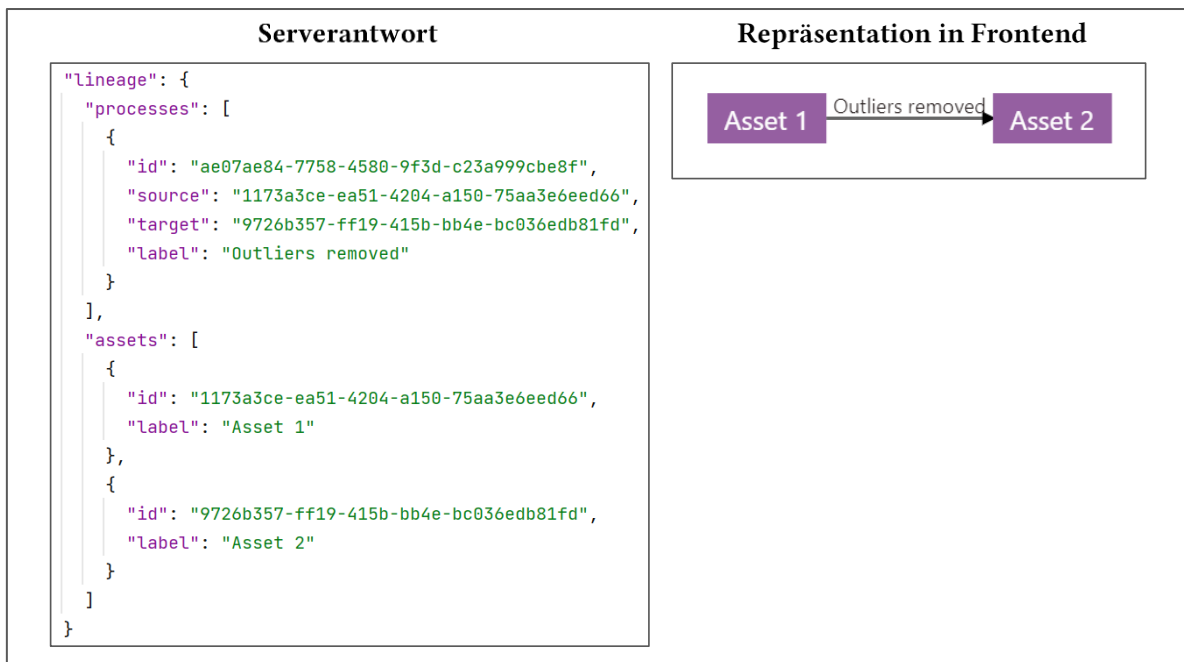 Serverantwort
"lineage": {
"processes": [
{
"id": "ae07ae84-7758-4580-9f3d-c23a999cbe8f",
"source": "1173a3ce-ea51-4204-a150-75aa3e6eed66",
"target": "9726b357-ff19-415b-bb4e-bc036edb81fd",
"label": "Outliers removed"
}
],
"assets": [
{
"id": "1173a3ce-ea51-4204-a150-75aa3e6eed66",
"label": "Asset 1"
},
{
"id": "9726b357-ff19-415b-bb4e-bc036edb81fd",
"label": "Asset 2"
}
]
}
Repräsentation in Frontend
Asset 1
Outliers removed
Asset 2